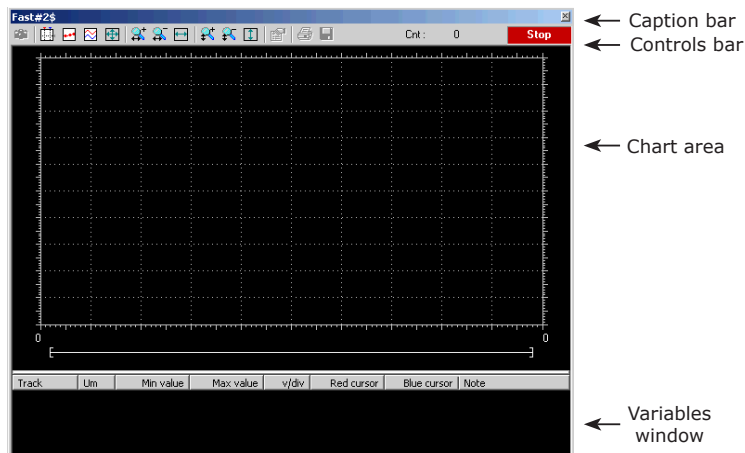 Fast#2$
Caption bar
Cnt: 0 Stop
Controls bar
Chart area
0 0
Track Um Min value Max value v/div Red cursor Blue cursor Note
Variables
window